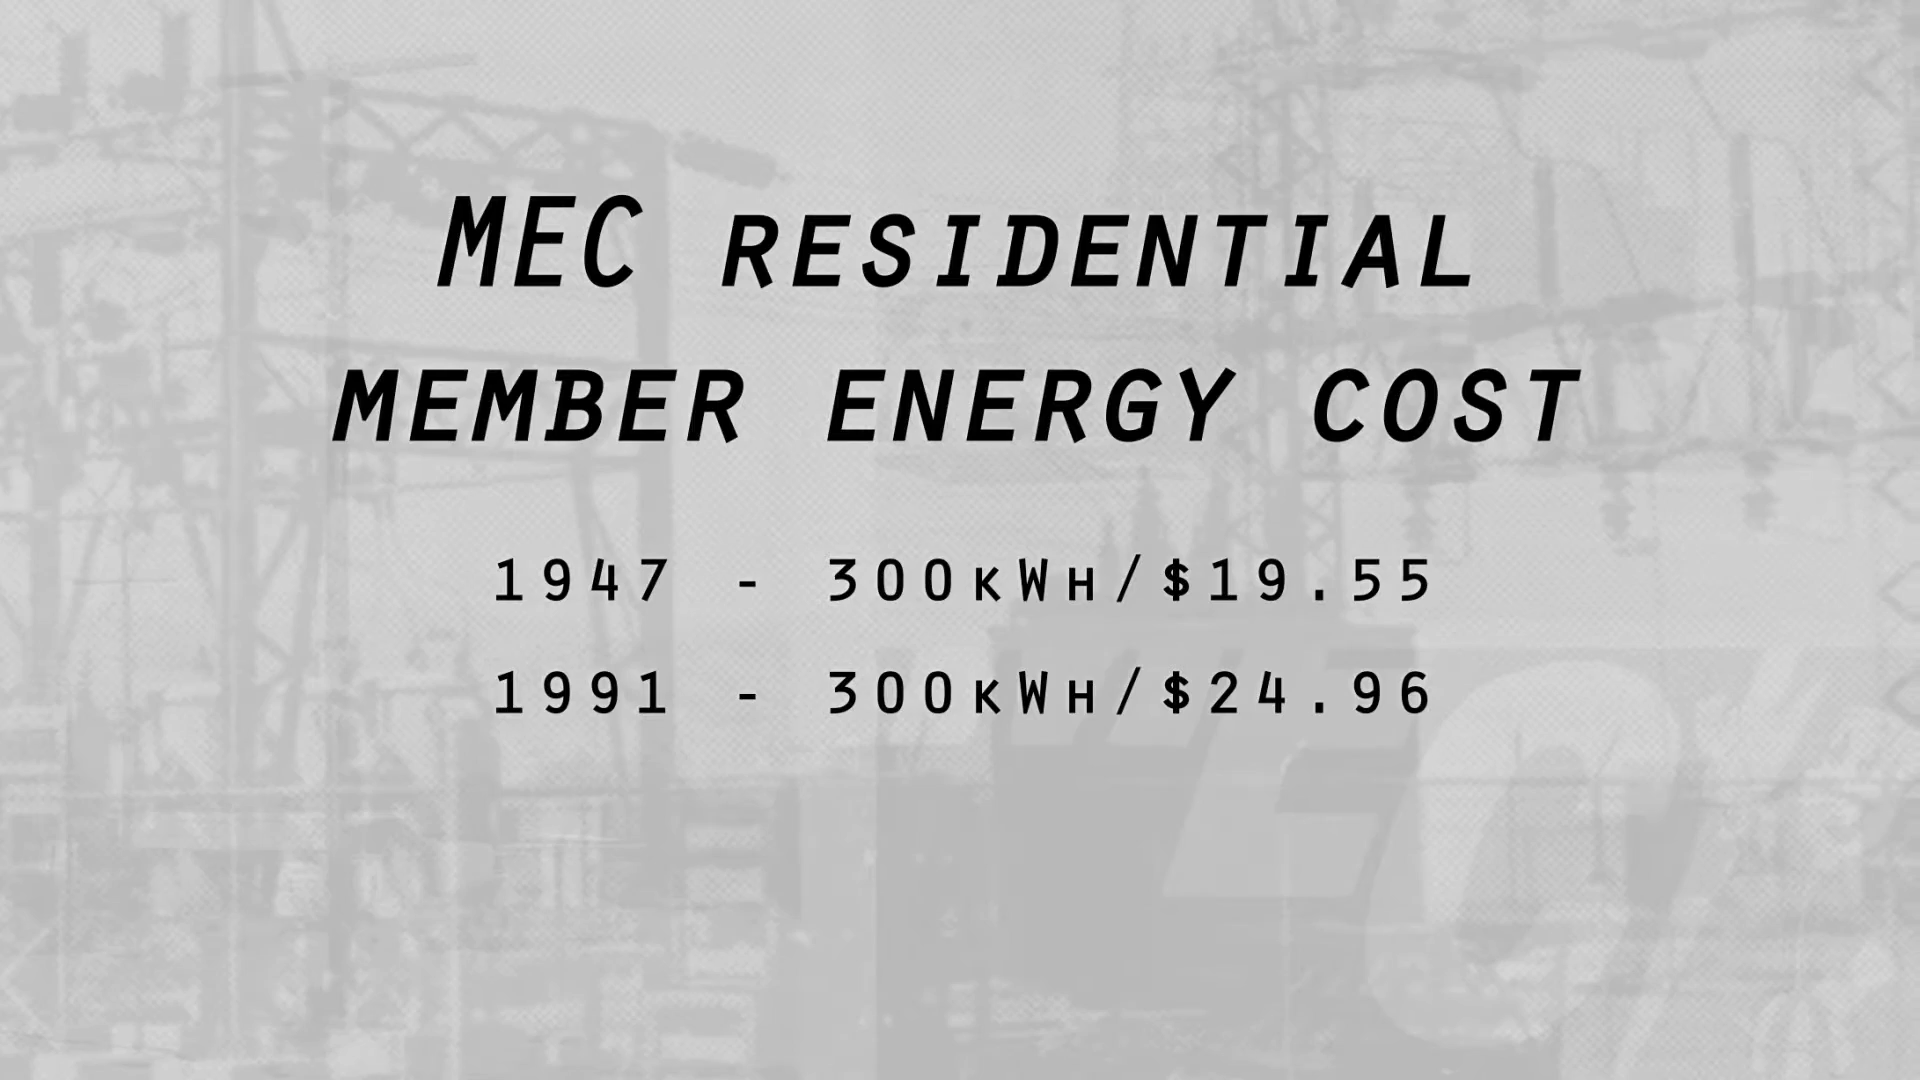 MEC RESIDENTIAL
MEMBER ENERGY COST
1947 - 300KWH/$19.55
1991 - 300KWH/$24.96